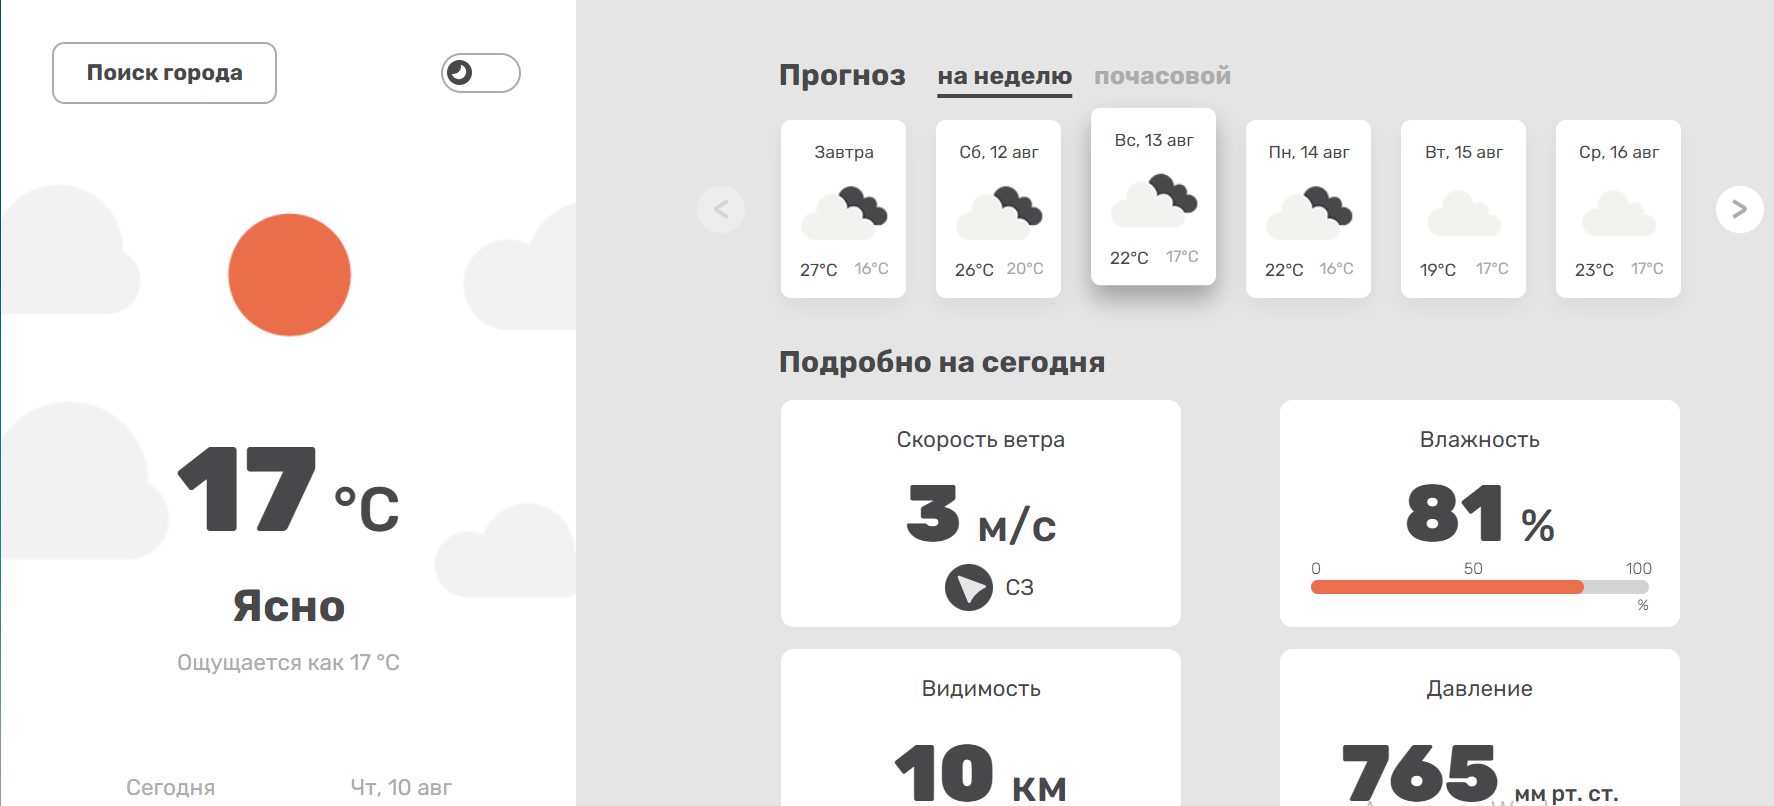 Поиск города
17 °C
Ясно
Ощущается как 17 °C
Сегодня Чт, 10 авг
Прогноз на неделю почасовой
<
Завтра
27°C 16°C
Сб, 12 авг
26°C 20°C
Вс, 13 авг
22°C 17°C
Пн, 14 авг
22°C 16°C
Вт, 15 авг
19°C 17°C
Ср, 16 авг
23°C 17°C
>
Подробно на сегодня
Скорость ветра
3 м/с
СЗ
Влажность
81 %
0 50 100
%
Видимость
10 км
Давление
765 мм рт. ст.